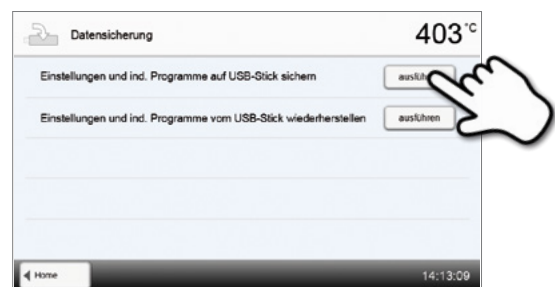 Datensicherung
403 °C
Einstellungen und ind. Programme auf USB-Stick sichern
Einstellungen und ind. Programme vom USB-Stick wiederherstellen
ausführen
Home
14:13:09